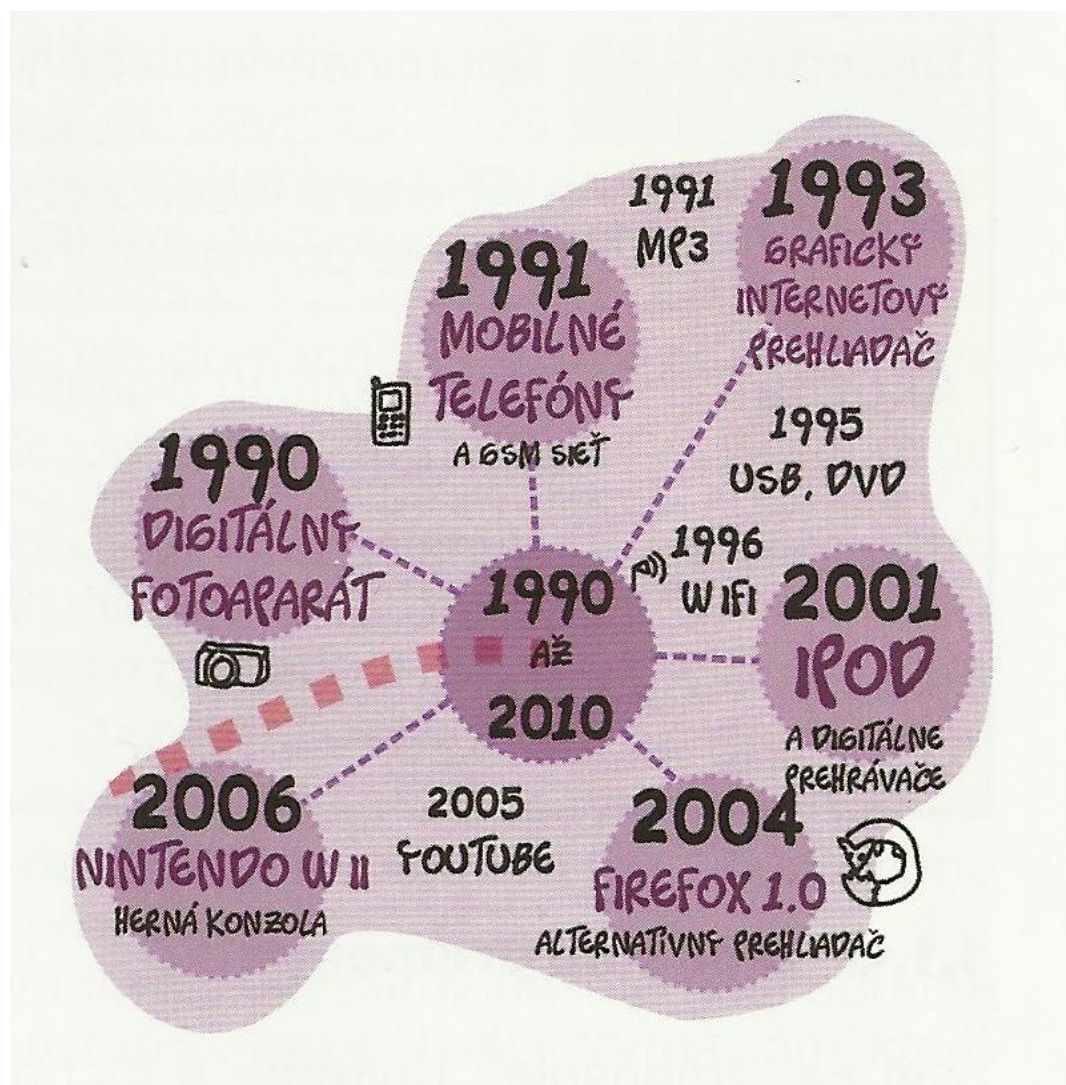 1991
MP3
1993
GRAFICKÝ
INTERNETOVÝ
PREHLIADAČ
1991
MOBILNÉ
TELEFÓNY
A GSM SIEŤ
1995
USB, DVD
1990
DIGITÁLNY
FOTOAPARÁT
1996
WIFI
1990
AŽ
2010
2001
IPOD
A DIGITÁLNE
PREHRÁVAČE
2006
NINTENDO WII
HERNÁ KONZOLA
2005
YOUTUBE
2004
FIREFOX 1.0
ALTERNATÍVNY PREHLIADAČ